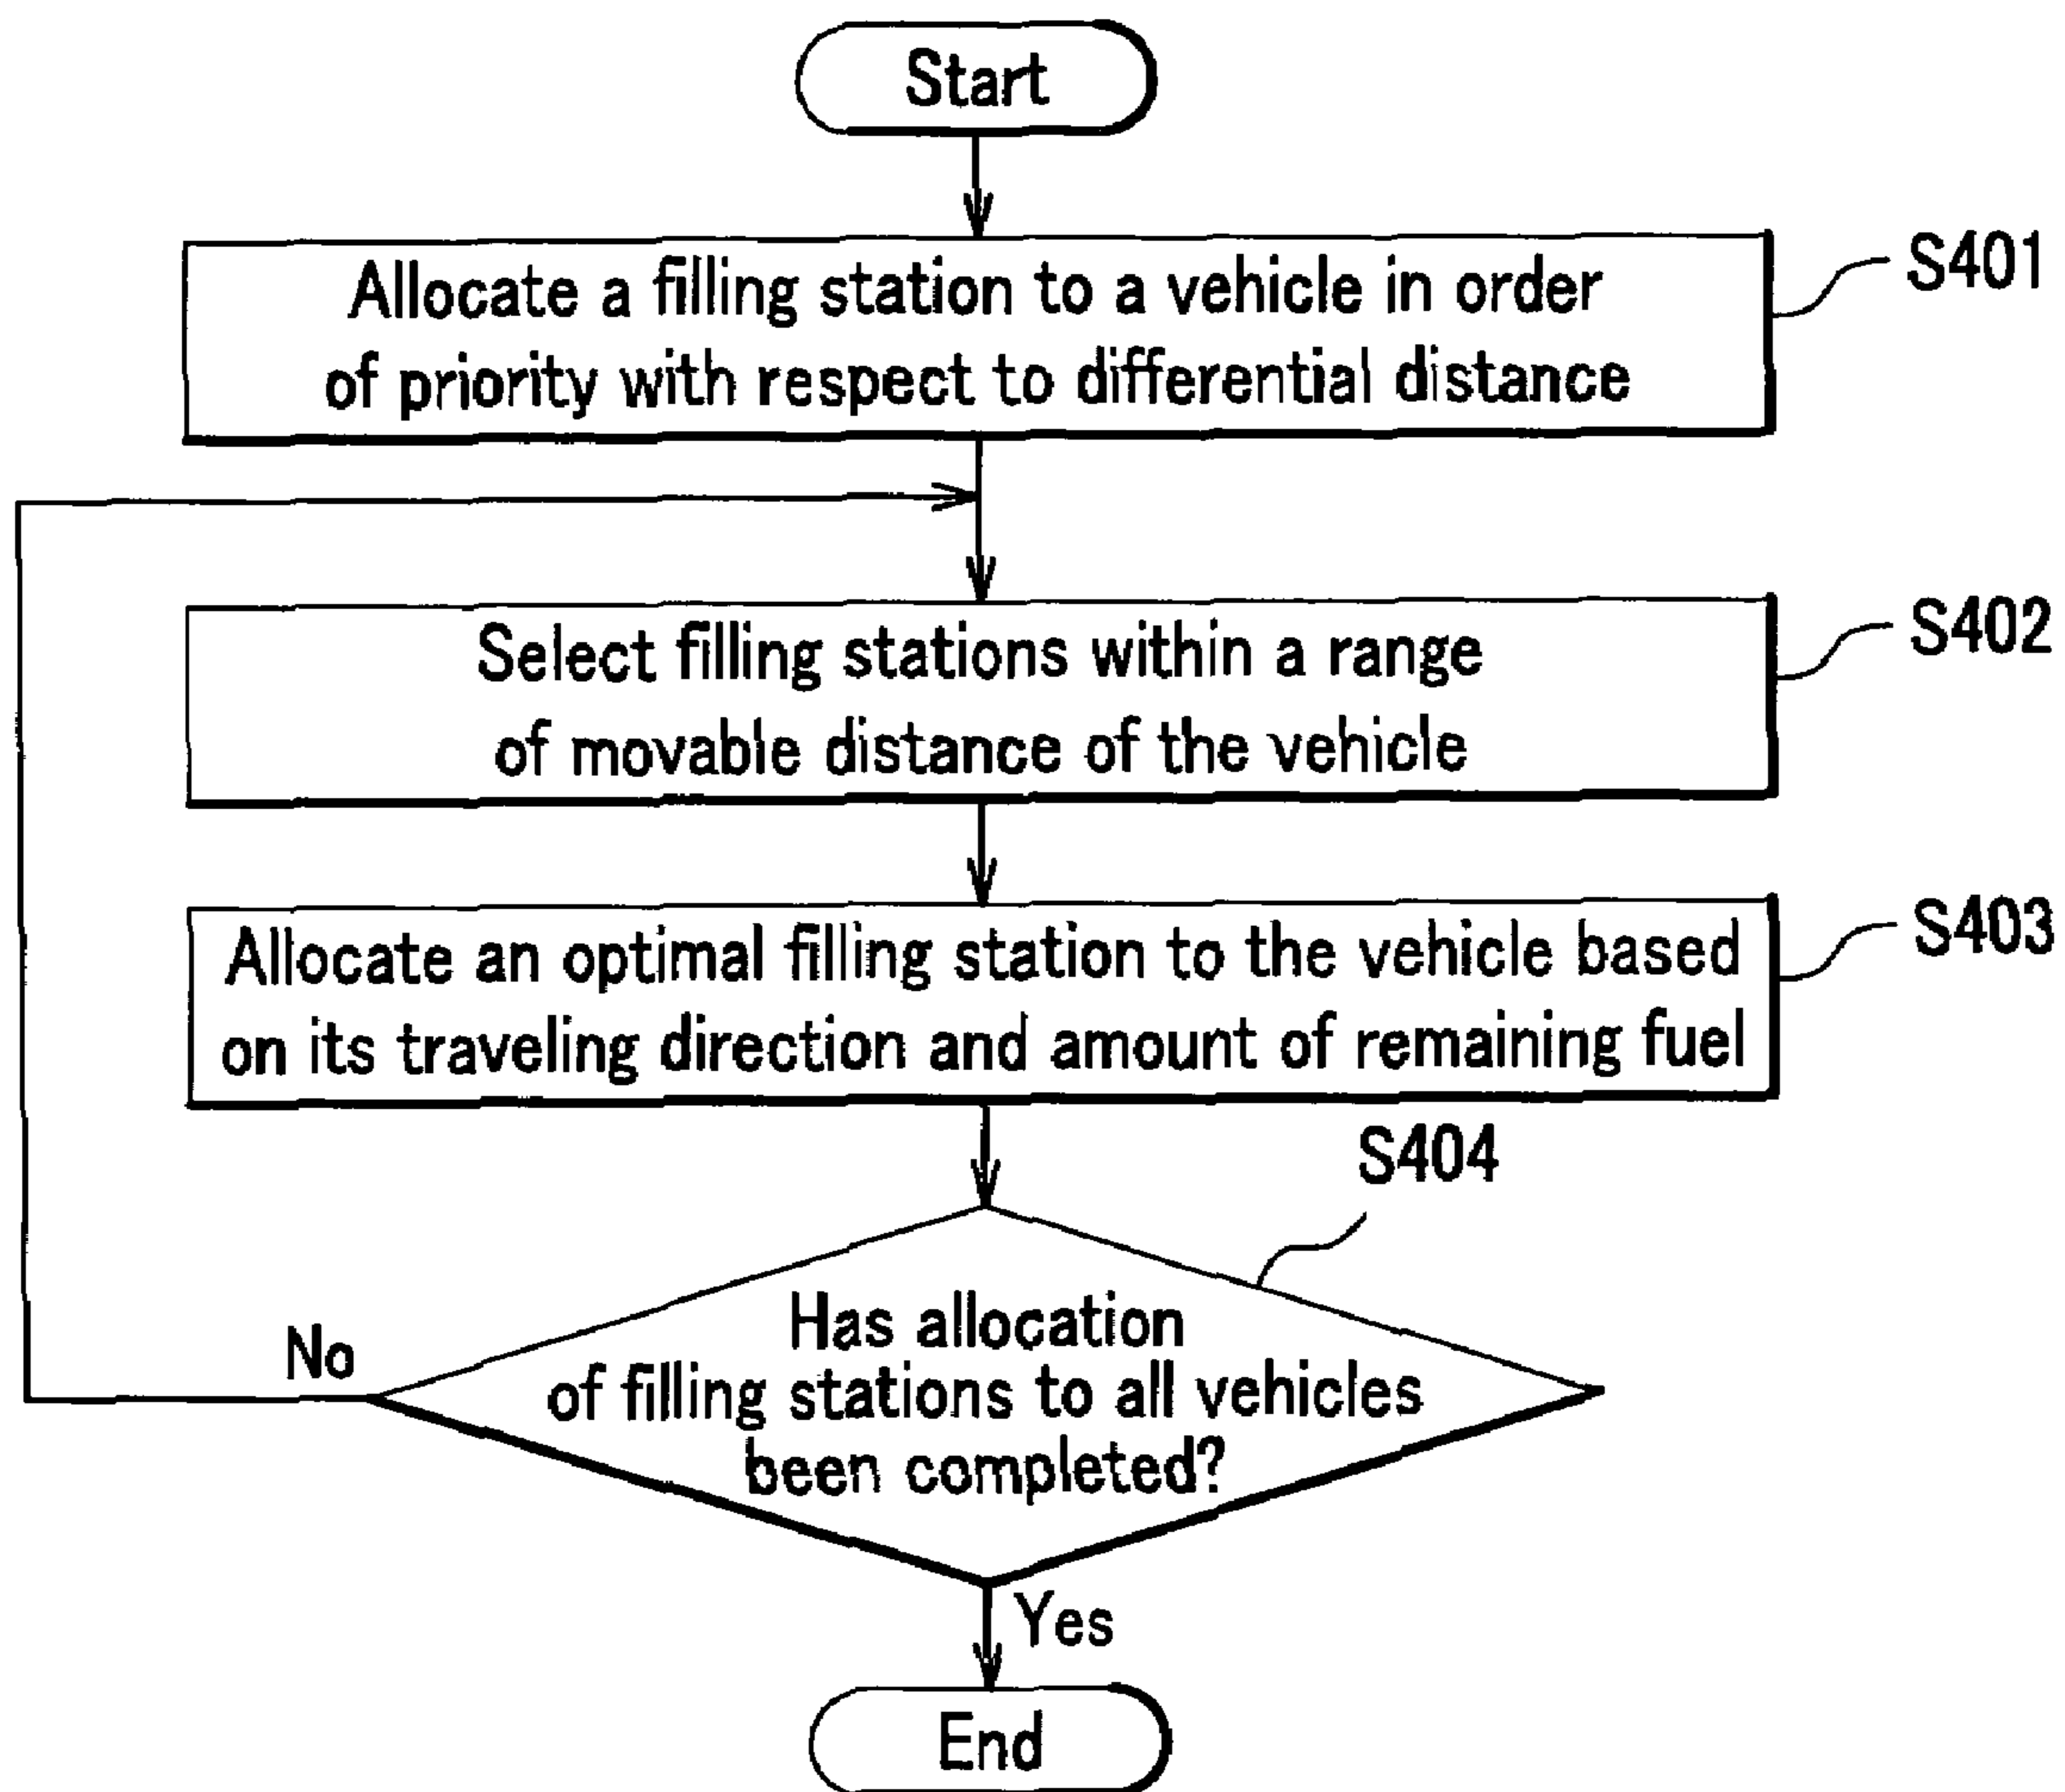 Start
Allocate a filling station to a vehicle in order
of priority with respect to differential distance
S401
Select filling stations within a range
of movable distance of the vehicle
S402
Allocate an optimal filling station to the vehicle based
on its traveling direction and amount of remaining fuel
S403
S404
Has allocation
of filling stations to all vehicles
been completed?
No
Yes
End